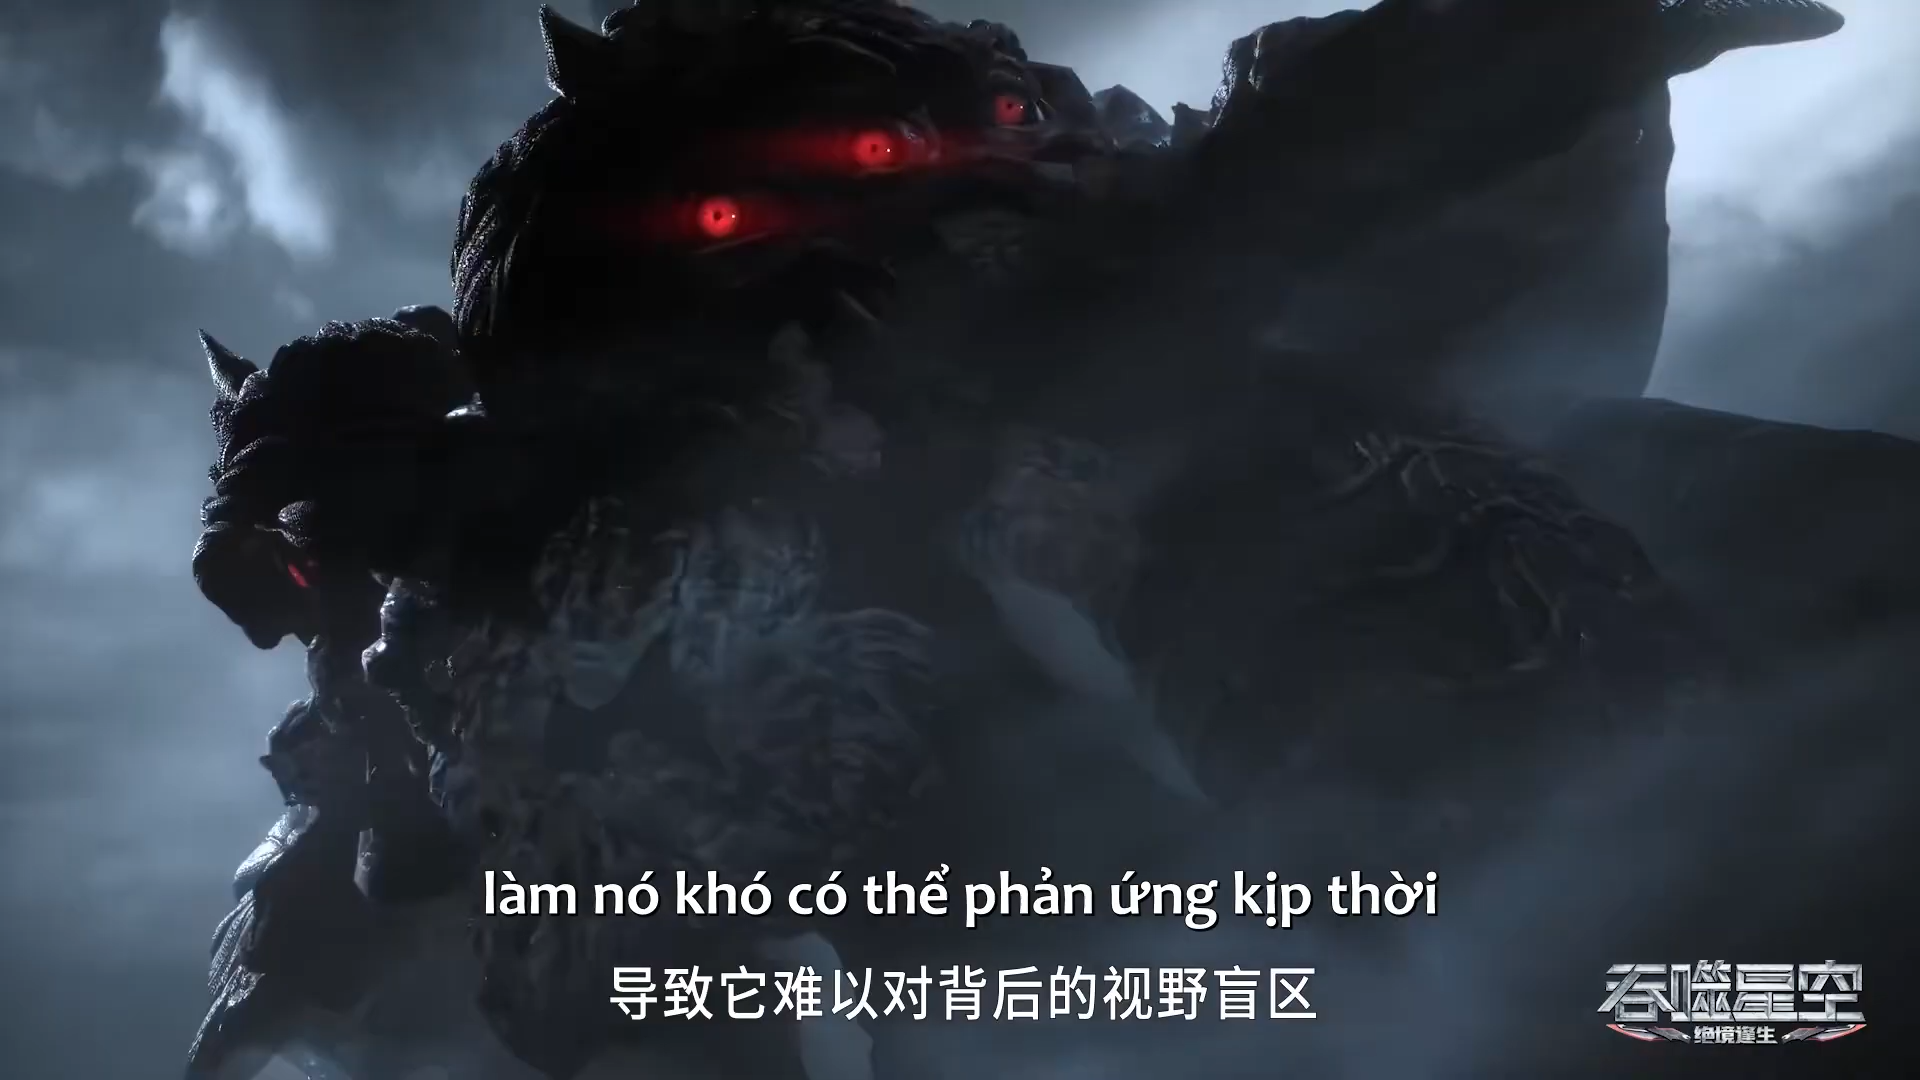 làm nó khó có thể phản ứng kịp thời
导致它难以对背后的视野盲区
吞噬星空
绝境逢生